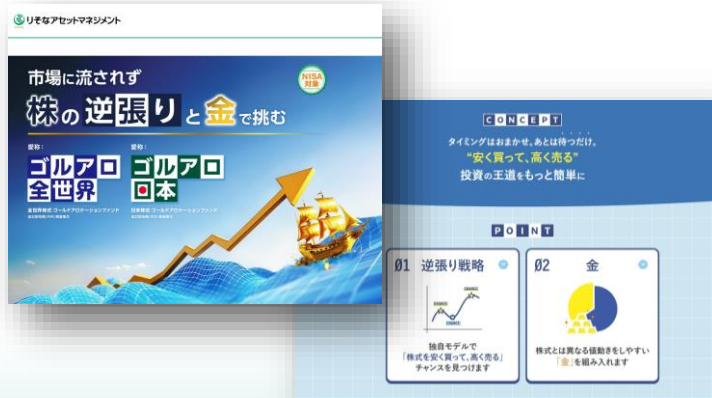 りそなアセットマネジメント
市場に流されず
NISA
対象
株の逆張りと金で挑む
愛称:
ゴルアロ
全世界
愛称:
ゴルアロ
日本
CONCEPT
タイミングはおまかせ。あとは待つだけ。
“安く買って、高く売る”
投資の王道をもっと簡単に
POINT
01 逆張り戦略
独自モデルで
「株式を安く買って、高く売る」
チャンスを見つけます
02 金
株式とは異なる値動きをしやすい
「金」を組み入れます